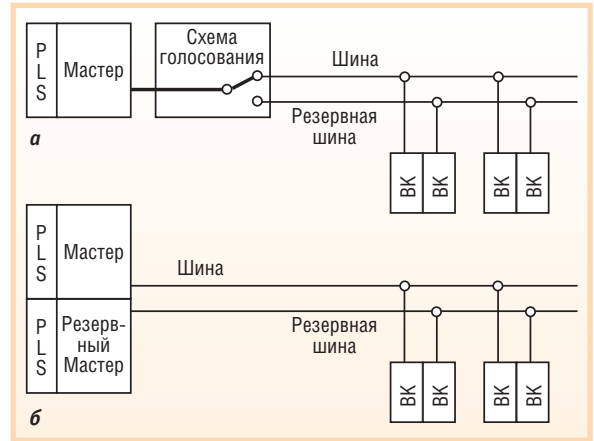 P
L
S
Мастер
Схема
голосования
Шина
Резервная
шина
ВК
ВК
ВК
ВК
а
P
L
S
Мастер
P
L
S
Резерв-
ный
Мастер
Шина
Резервная
шина
ВК
ВК
ВК
ВК
б